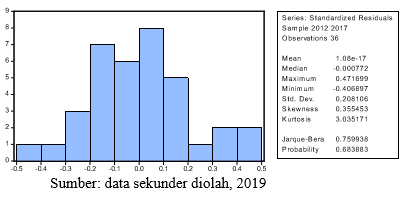 9
8
7
6
5
4
3
2
1
0
-0.5 -0.4 -0.3 -0.2 -0.1 0.0 0.1 0.2 0.3 0.4 0.5
Series: Standardized Residuals
Sample 2012 2017
Observations 36
Mean 1.08e-17
Median -0.000772
Maximum 0.471699
Minimum -0.406897
Std. Dev. 0.208106
Skewness 0.355453
Kurtosis 3.035171
Jarque-Bera 0.759938
Probability 0.683883
Sumber: data sekunder diolah, 2019